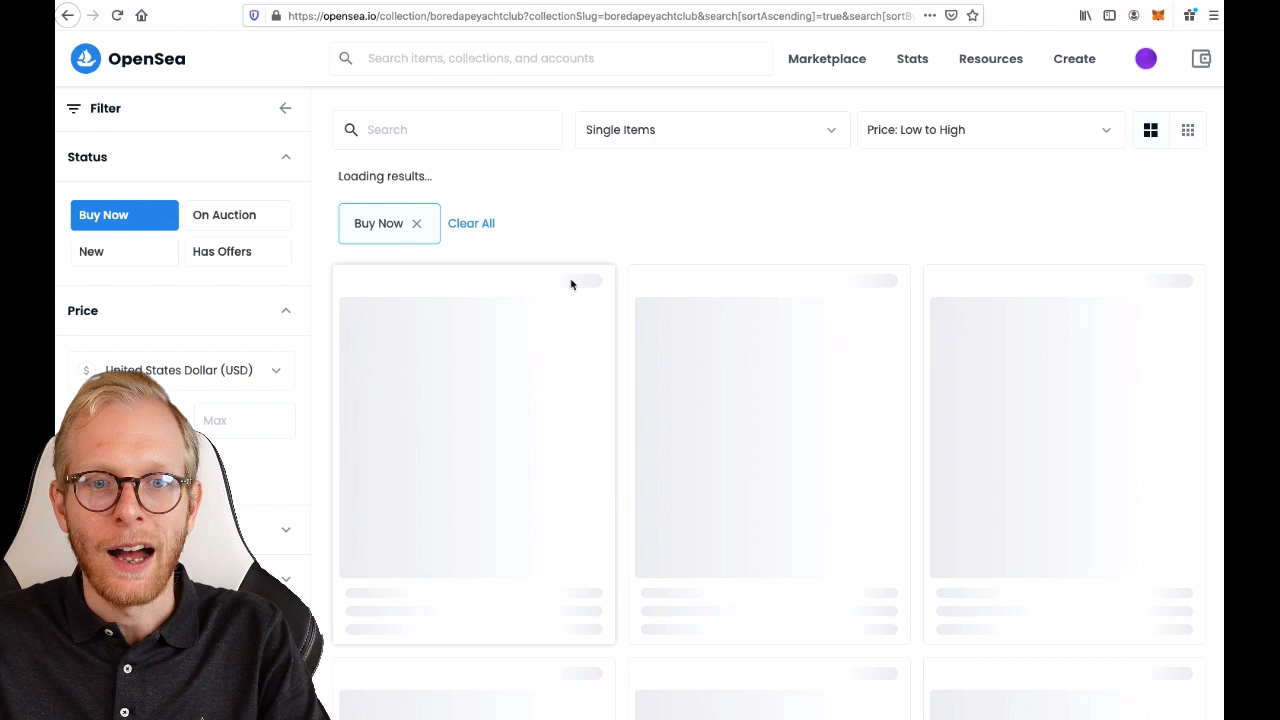 https://opensea.io/collection/boredapeyachtclub?collectionSlug=boredapeyachtclub&search[sortAscending]=true&search[sortBy
OpenSea
Search items, collections, and accounts
Marketplace
Stats
Resources
Create
Filter
Search
Single Items
Price: Low to High
Status
Loading results...
Buy Now
On Auction
Buy Now
Clear All
New
Has Offers
Price
$ United States Dollar (USD)
Max